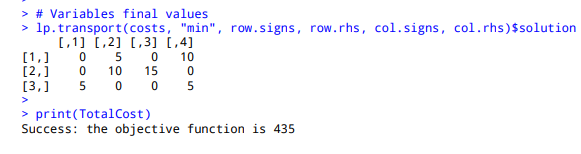 > # Variables final values
> lp.transport(costs, "min", row.signs, row.rhs, col.signs, col.rhs)$solution
     [,1] [,2] [,3] [,4]
[1,]    0    5    0   10
[2,]    0   10   15    0
[3,]    5    0    0    5
>
> print(TotalCost)
Success: the objective function is 435